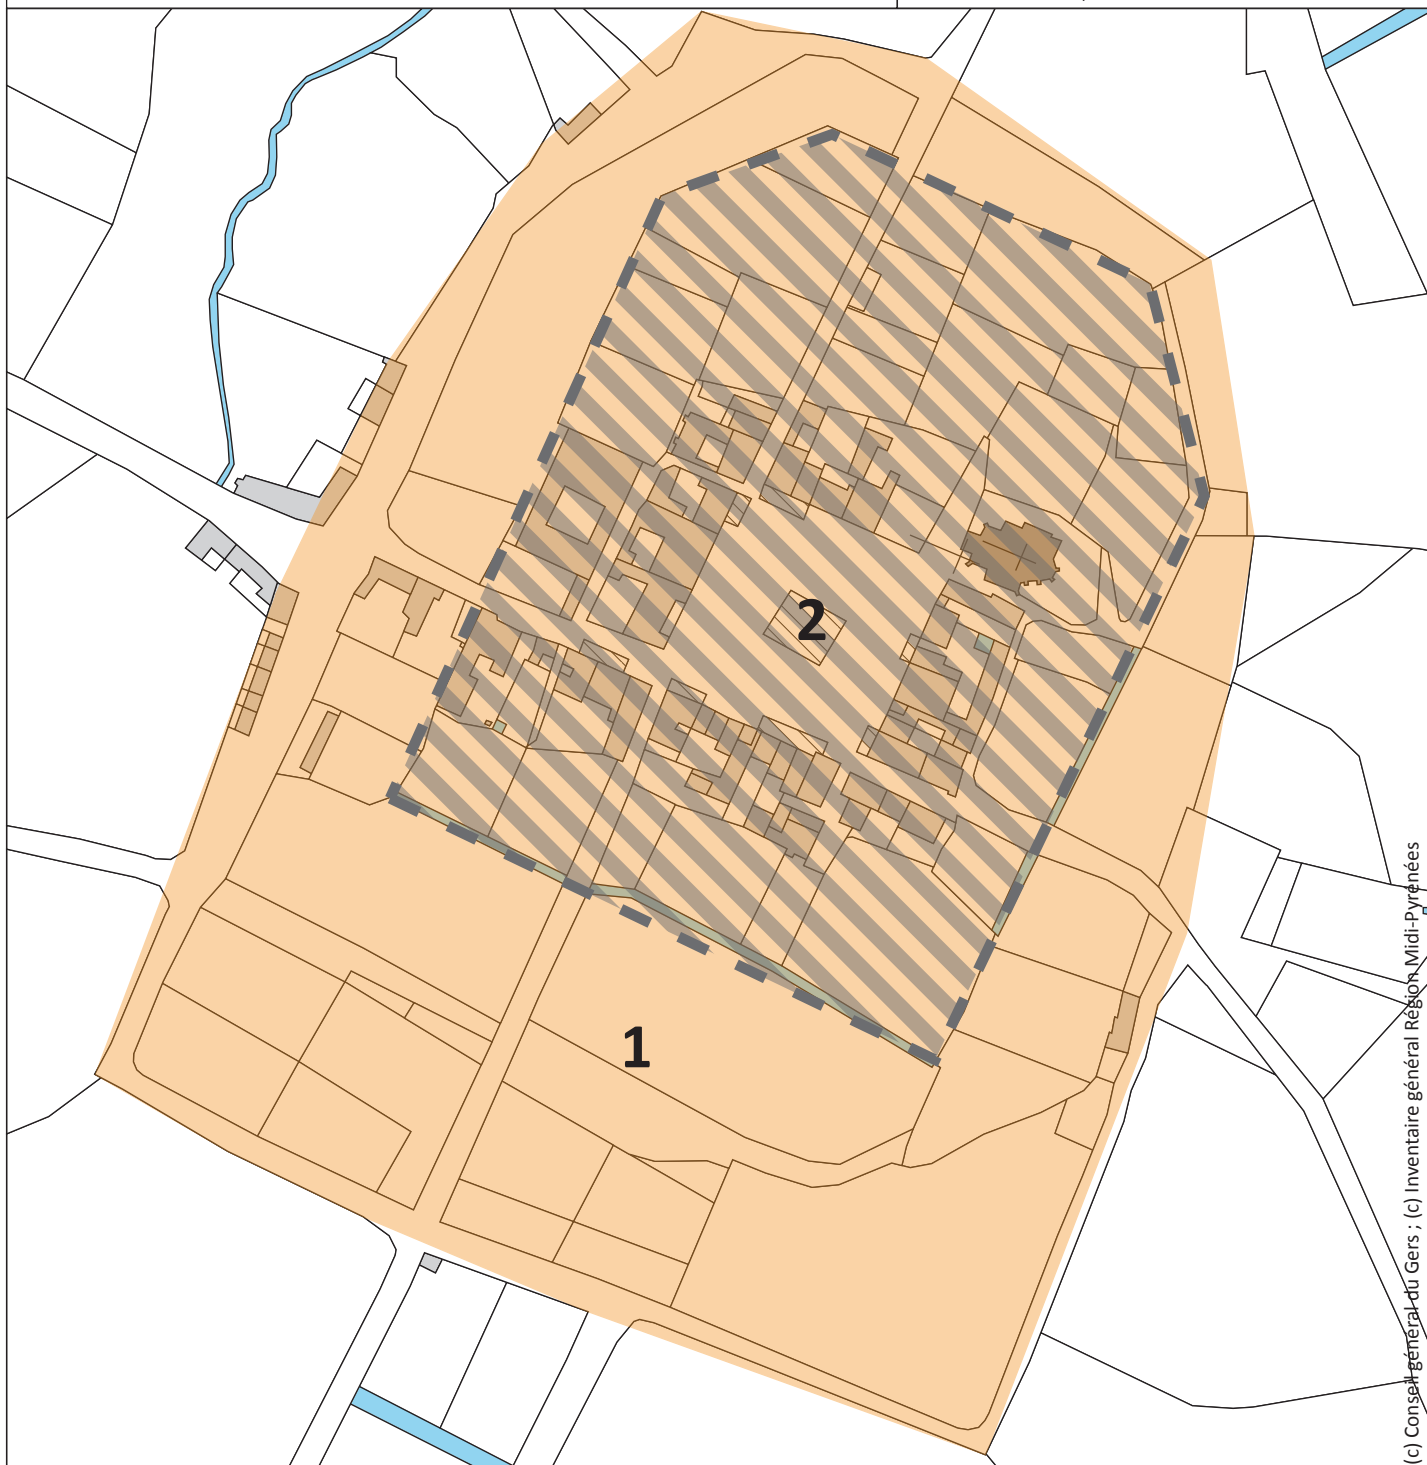 2
1
(c) Conseil général du Gers ; (c) Inventaire général Région Midi-Pyrénées